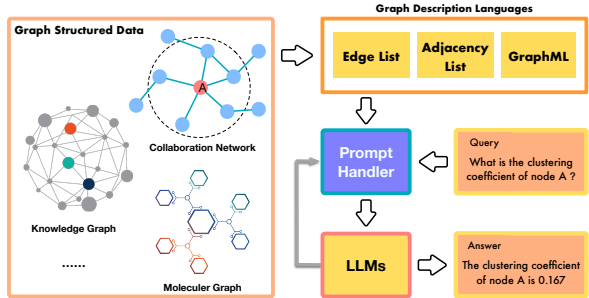 Graph Structured Data
A
Collaboration Network
Knowledge Graph
......
Moleculer Graph
Graph Description Languages
Edge List
Adjacency
List
GraphML
Prompt
Handler
Query
What is the clustering
coefficient of node A ?
LLMs
Answer
The clustering coefficient
of node A is 0.167